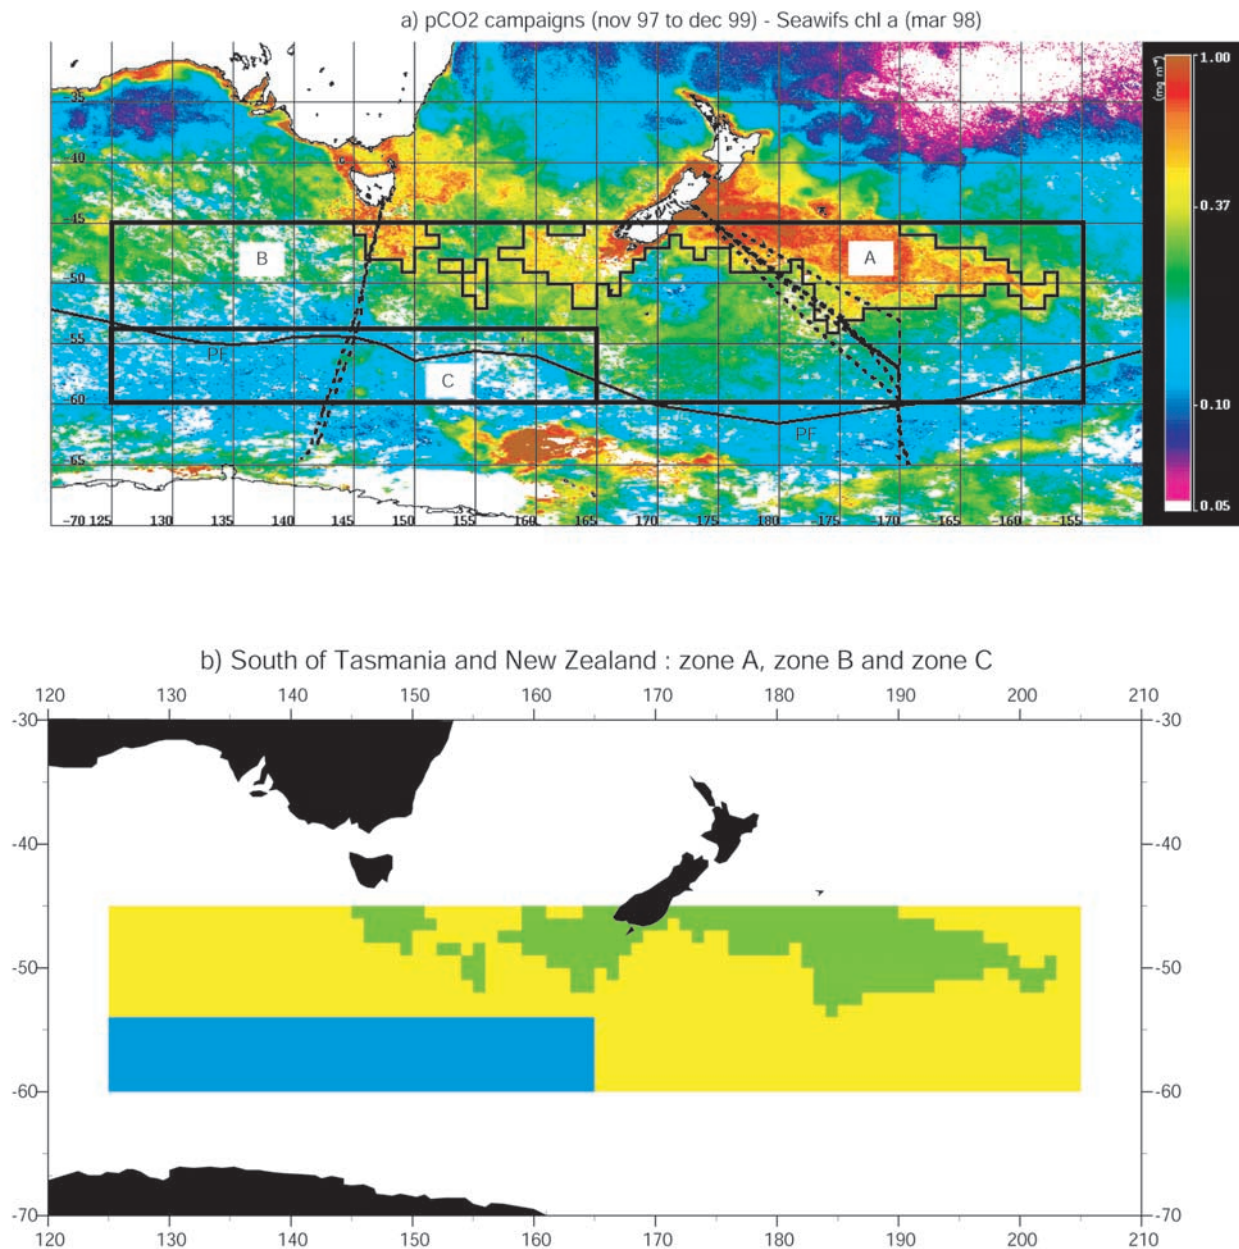 a) pCO2 campaigns (nov 97 to dec 99) - Seawifs chl a (mar 98)
(mg m⁻³)
1.00
-35
-40
0.37
-45
B
A
-50
-55
PF
C
-60
0.10
PF
-65
-70 125 130 135 140 145 150 155 160 165 170 175 180 -175 -170 -160 -155
0.05
b) South of Tasmania and New Zealand : zone A, zone B and zone C
120 130 140 150 160 170 180 190 200 210
-30 -30
-40 -40
-50 -50
-60 -60
-70 -70
120 130 140 150 160 170 180 190 200 210